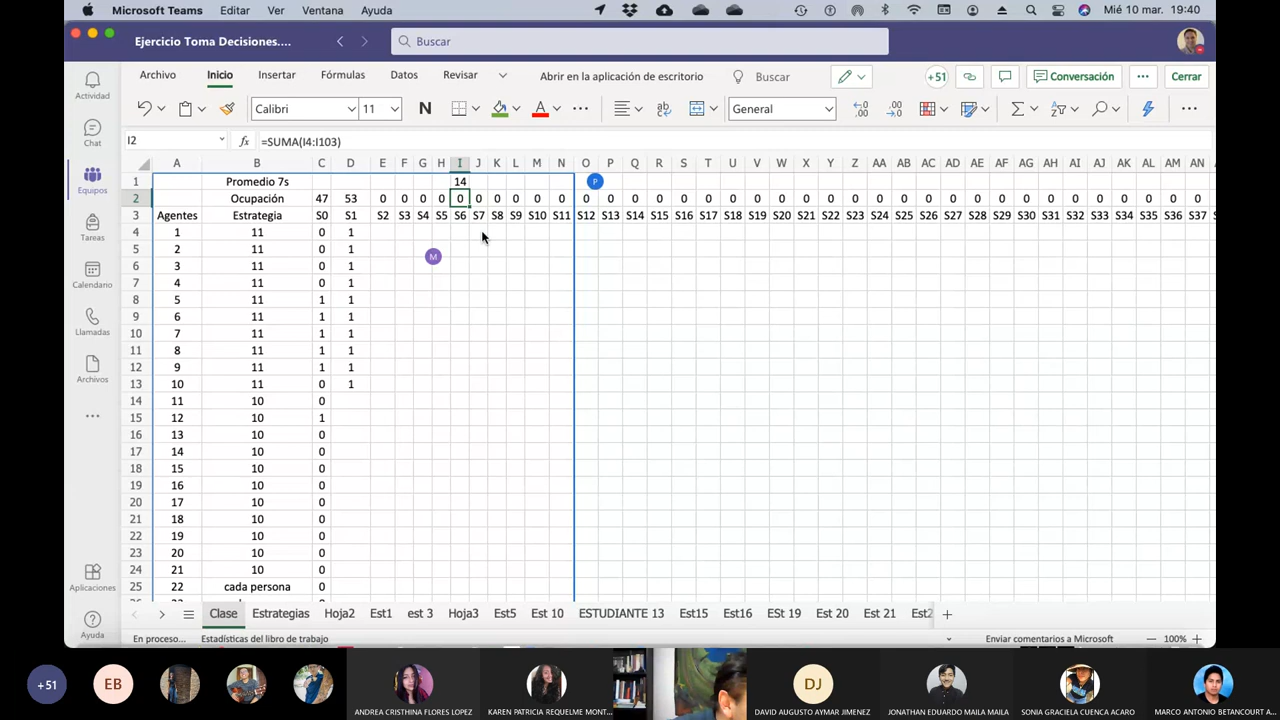 Microsoft Teams Editar Ver Ventana Ayuda Mié 10 mar. 19:40
Ejercicio Toma Decisiones.... Buscar
Archivo Inicio Insertar Fórmulas Datos Revisar Abrir en la aplicación de escritorio Buscar +51 Conversación Cerrar
Calibri 11 N A General
I2 fx =SUMA(I4:I103)
A B C D E F G H I J K L M N O P Q R S T U V W X Y Z AA AB AC AD AE AF AG AH AI AJ AK AL AM AN
1 Promedio 7s 14 P
2 Ocupación 47 53 0 0 0 0 0 0 0 0 0 0 0 0 0 0 0 0 0 0 0 0 0 0 0 0 0 0 0 0 0 0 0 0 0 0 0 0
3 Agentes Estrategia S0 S1 S2 S3 S4 S5 S6 S7 S8 S9 S10 S11 S12 S13 S14 S15 S16 S17 S18 S19 S20 S21 S22 S23 S24 S25 S26 S27 S28 S29 S30 S31 S32 S33 S34 S35 S36 S37
4 1 11 0 1
5 2 11 0 1 M
6 3 11 0 1
7 4 11 0 1
8 5 11 1 1
9 6 11 1 1
10 7 11 1 1
11 8 11 1 1
12 9 11 1 1
13 10 11 0 1
14 11 10 0
15 12 10 1
16 13 10 0
17 14 10 0
18 15 10 0
19 16 10 0
20 17 10 0
21 18 10 0
22 19 10 0
23 20 10 0
24 21 10 0
25 22 cada persona 0
Clase Estrategias Hoja2 Est1 est 3 Hoja3 Est5 Est 10 ESTUDIANTE 13 Est15 Est16 ESt 19 Est 20 Est 21 Est2
En proceso... Estadísticas del libro de trabajo Enviar comentarios a Microsoft 100%
Actividad
Chat
Equipos
Tareas
Calendario
Llamadas
Archivos
Aplicaciones
Ayuda
+51 EB DJ
ANDREA CRISTHINA FLORES LOPEZ KAREN PATRICIA REQUELME MONT... DAVID AUGUSTO AYMAR JIMENEZ JONATHAN EDUARDO MAILA MAILA SONIA GRACIELA CUENCA ACARO MARCO ANTONIO BETANCOURT A...